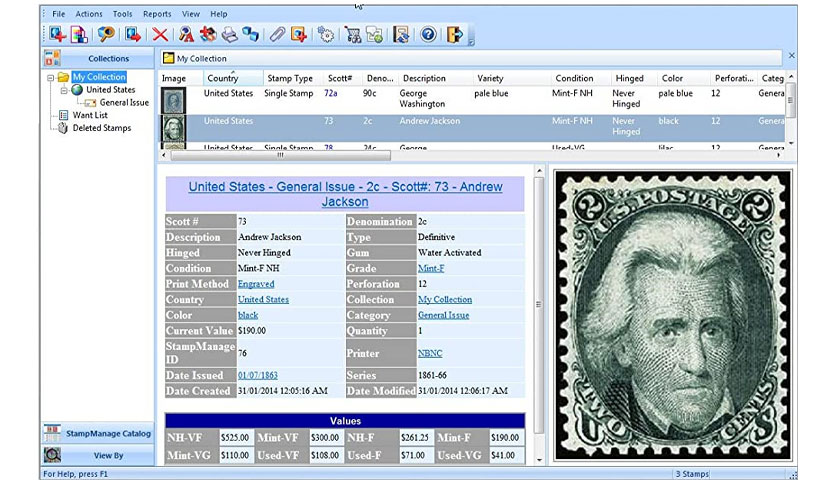 File Actions Tools Reports View Help
Collections
My Collection
United States
General Issue
Want List
Deleted Stamps
StampManage Catalog
View By
My Collection
Image Country Stamp Type Scott# Deno... Description Variety Condition Hinged Color Perforati... Categ
United States Single Stamp 72a 90c George Washington pale blue Mint-F NH Never Hinged pale blue 12 Genera
United States 73 2c Andrew Jackson Mint-F NH Never Hinged black 12 Genera
United States Single Stamp 78 24c George Used-VG lilac 12 Genera
United States - General Issue - 2c - Scott#: 73 - Andrew
Jackson
Scott # 73 Denomination 2c
Description Andrew Jackson Type Definitive
Hinged Never Hinged Gum Water Activated
Condition Mint-F NH Grade Mint-F
Print Method Engraved Perforation 12
Country United States Collection My Collection
Color black Category General Issue
Current Value $190.00 Quantity 1
StampManage ID 76 Printer NBNC
Date Issued 01/07/1863 Series 1861-66
Date Created 31/01/2014 12:05:16 AM Date Modified 31/01/2014 12:06:17 AM
Values
NH-VF $525.00 Mint-VF $300.00 NH-F $261.25 Mint-F $190.00
Mint-VG $110.00 Used-VF $108.00 Used-F $71.00 Used-VG $41.00
2 U.S. POSTAGE 2
U TWO CENTS S
For Help, press F1
3 Stamps